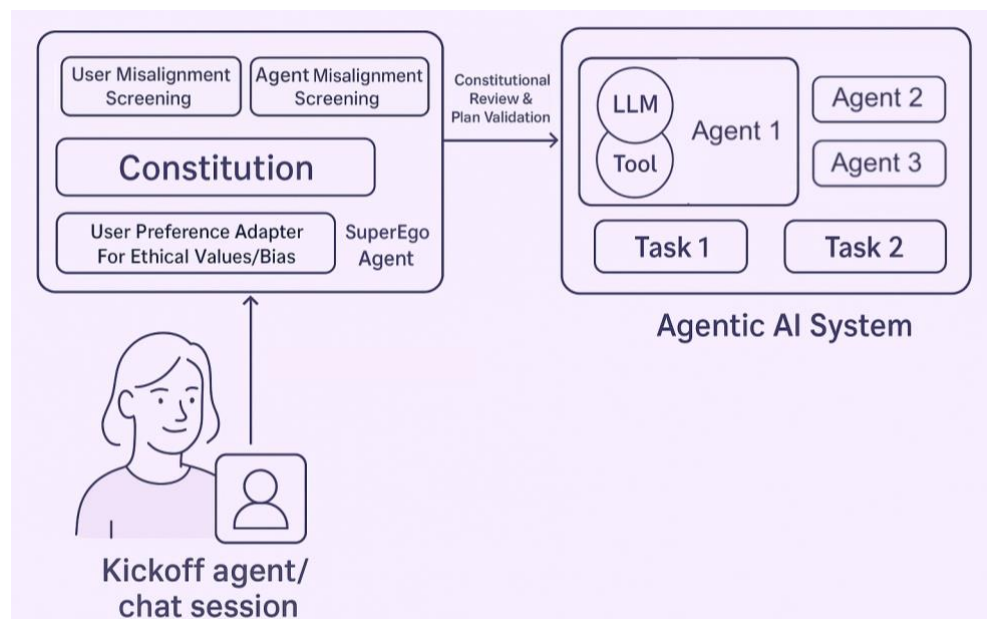 User Misalignment
Screening
Agent Misalignment
Screening
Constitution
User Preference Adapter
For Ethical Values/Bias
SuperEgo
Agent
Constitutional
Review &
Plan Validation
LLM
Tool
Agent 1
Agent 2
Agent 3
Task 1
Task 2
Agentic AI System
Kickoff agent/
chat session